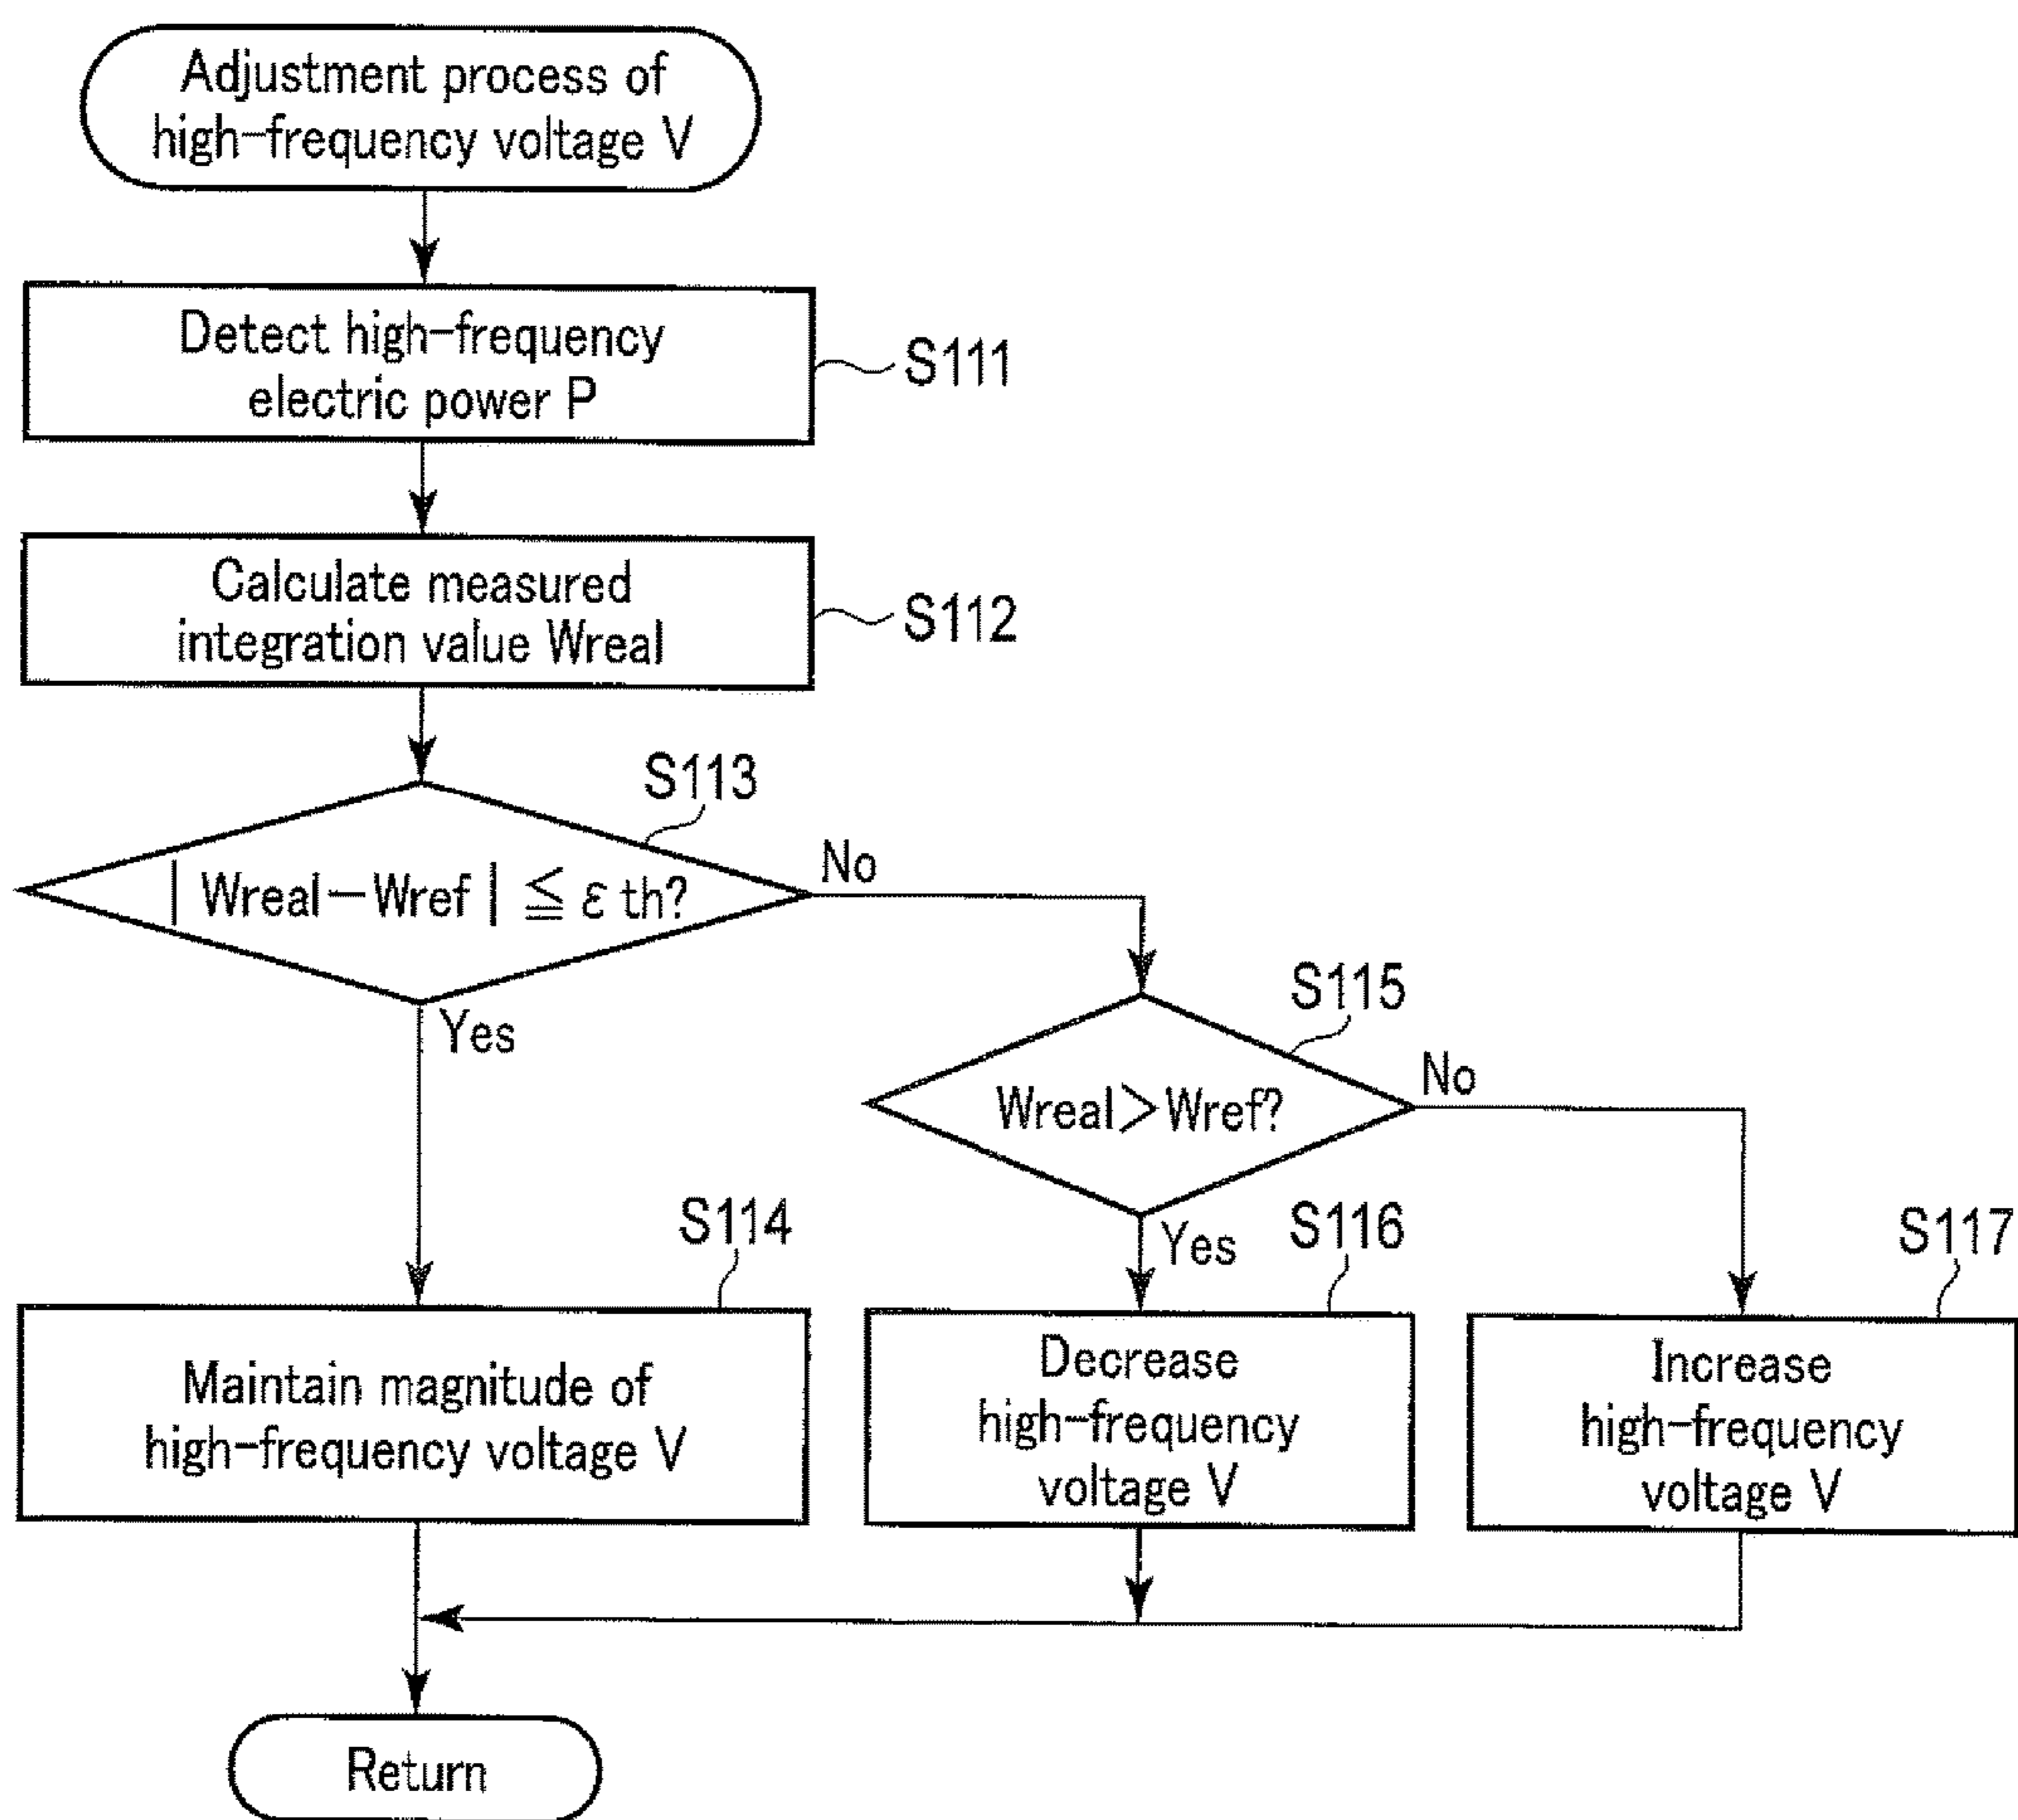 Adjustment process of
high-frequency voltage V
Detect high-frequency
electric power P
S111
Calculate measured
integration value Wreal
S112
S113
| Wreal−Wref | ≦ ε th?
No
Yes
S115
Wreal>Wref?
No
Yes
S114
Maintain magnitude of
high-frequency voltage V
S116
Decrease
high-frequency
voltage V
S117
Increase
high-frequency
voltage V
Return